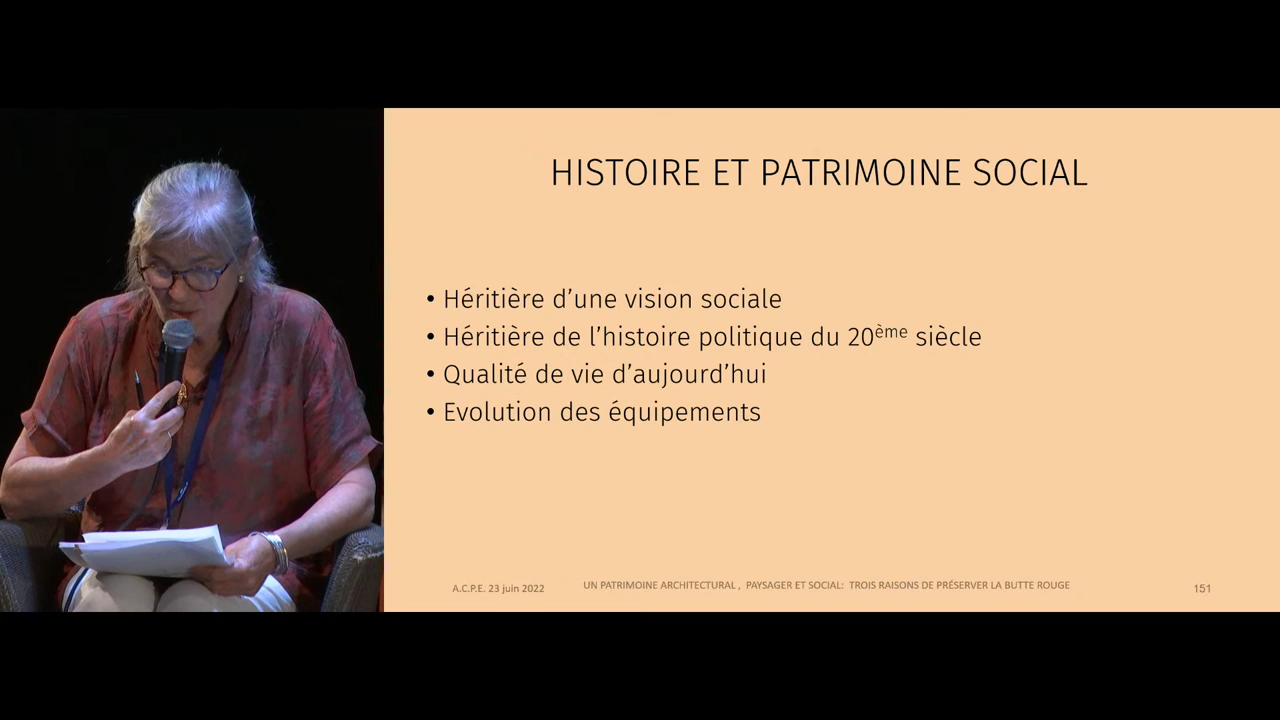 HISTOIRE ET PATRIMOINE SOCIAL
• Héritière d’une vision sociale
• Héritière de l’histoire politique du 20ème siècle
• Qualité de vie d’aujourd’hui
• Evolution des équipements
A.C.P.E. 23 juin 2022
UN PATRIMOINE ARCHITECTURAL , PAYSAGER ET SOCIAL: TROIS RAISONS DE PRÉSERVER LA BUTTE ROUGE
151